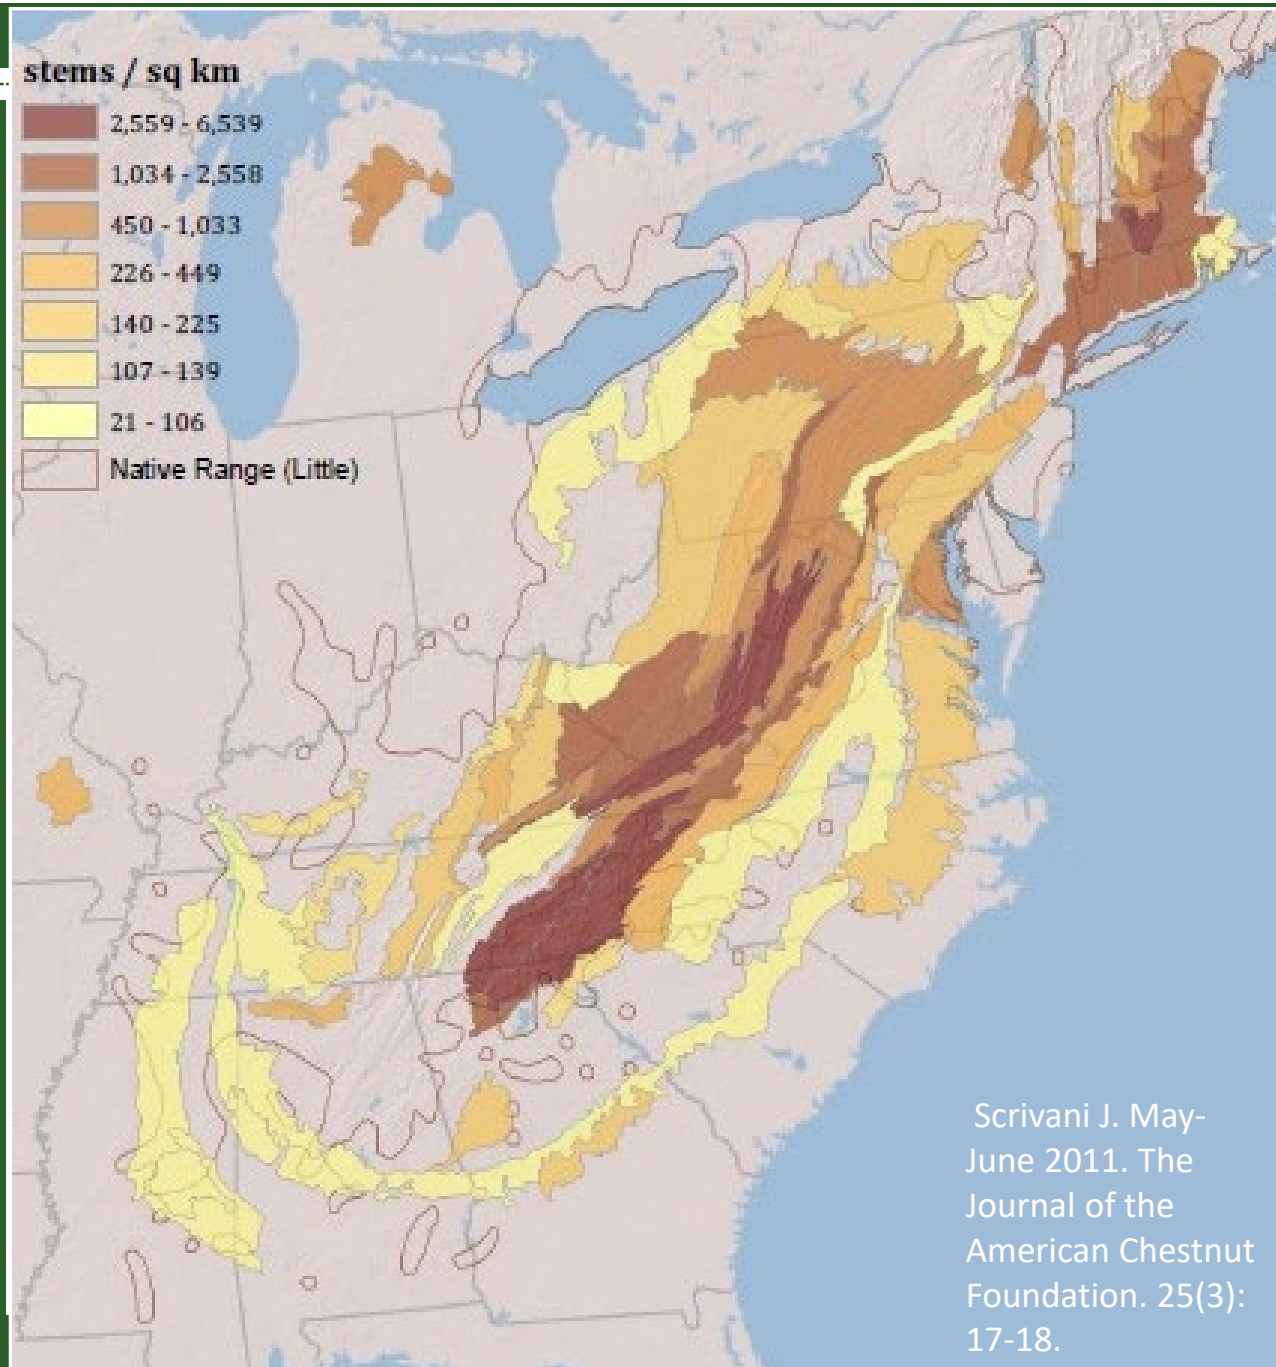 stems / sq km
2,559 - 6,539
1,034 - 2,558
450 - 1,033
226 - 449
140 - 225
107 - 139
21 - 106
Native Range (Little)
Scrivani J. May-
June 2011. The
Journal of the
American Chestnut
Foundation. 25(3):
17-18.